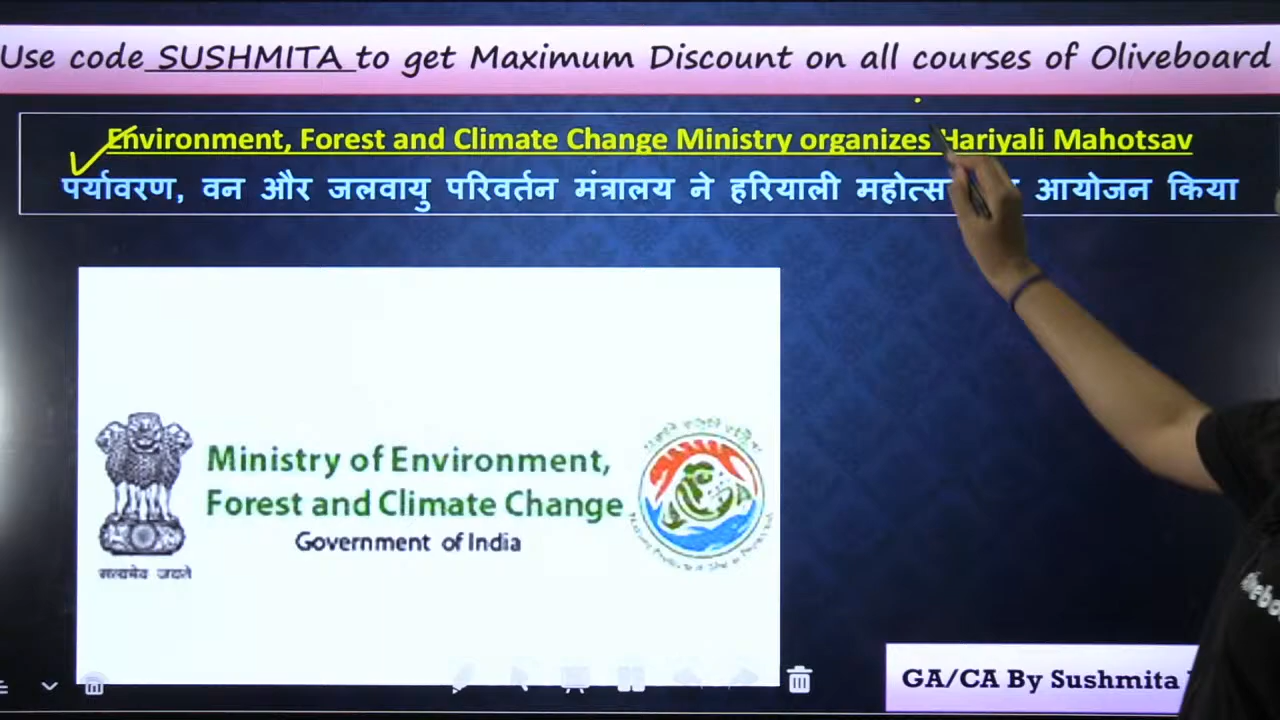 Use code SUSHMITA to get Maximum Discount on all courses of Oliveboard
Environment, Forest and Climate Change Ministry organizes Hariyali Mahotsav
पर्यावरण, वन और जलवायु परिवर्तन मंत्रालय ने हरियाली आयोजन किया
Ministry of Environment,
Forest and Climate Change
Government of India
सत्यमेव जयते
GA/CA By Sushmita